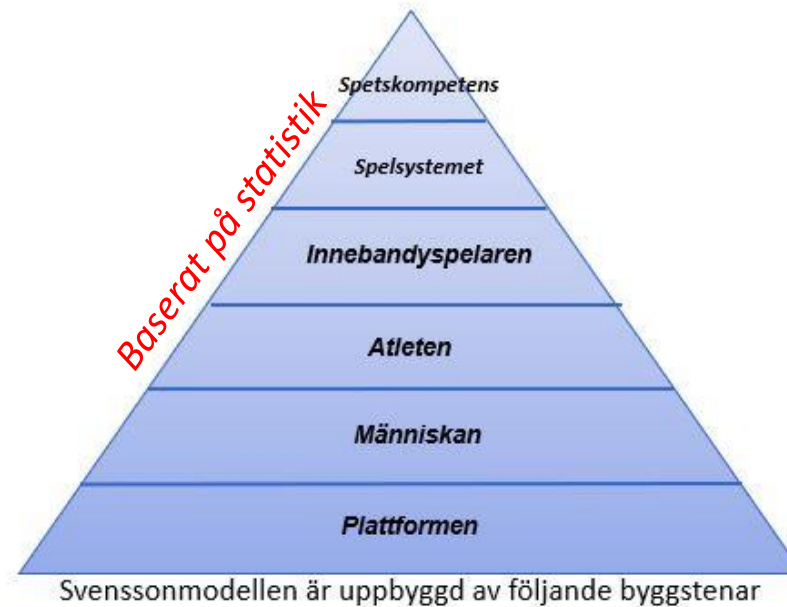 Spetskompetens
Baserat på statistik
Spelsystemet
Innebandyspelaren
Atleten
Människan
Plattformen
Svenssonmodellen är uppbyggd av följande byggstenar